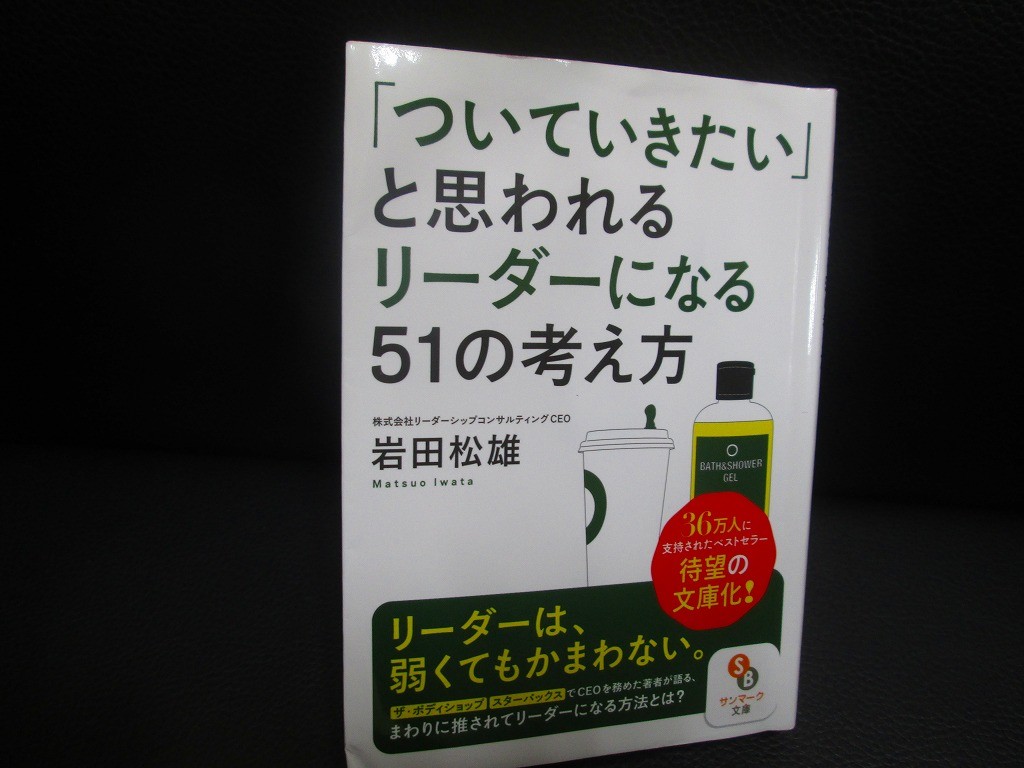 「ついていきたい」
と思われる
リーダーになる
51の考え方
株式会社リーダーシップコンサルティングCEO
岩田松雄
Matsuo Iwata
BATH&SHOWER
GEL
36万人に
支持されたベストセラー
待望の
文庫化!
リーダーは、
弱くてもかまわない。
ザ・ボディショップ スターバックスでCEOを務めた著者が語る、
まわりに推されてリーダーになる方法とは?
SB
サンマーク
文庫